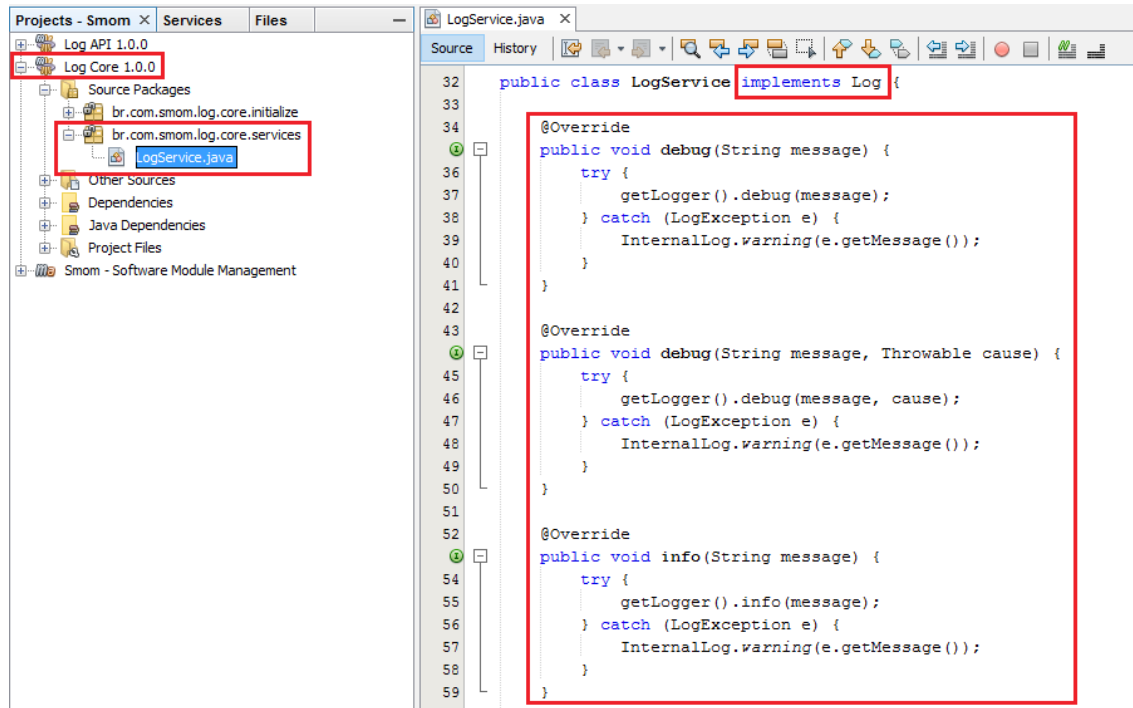 Projects - Smom × Services Files
Log API 1.0.0
Log Core 1.0.0
Source Packages
br.com.smom.log.core.initialize
br.com.smom.log.core.services
LogService.java
Other Sources
Dependencies
Java Dependencies
Project Files
Smom - Software Module Management
LogService.java ×
Source History
32 public class LogService implements Log {
33
34 @Override
public void debug(String message) {
36 try {
37 getLogger().debug(message);
38 } catch (LogException e) {
39 InternalLog.warning(e.getMessage());
40 }
41 }
42
43 @Override
public void debug(String message, Throwable cause) {
45 try {
46 getLogger().debug(message, cause);
47 } catch (LogException e) {
48 InternalLog.warning(e.getMessage());
49 }
50 }
51
52 @Override
public void info(String message) {
54 try {
55 getLogger().info(message);
56 } catch (LogException e) {
57 InternalLog.warning(e.getMessage());
58 }
59 }